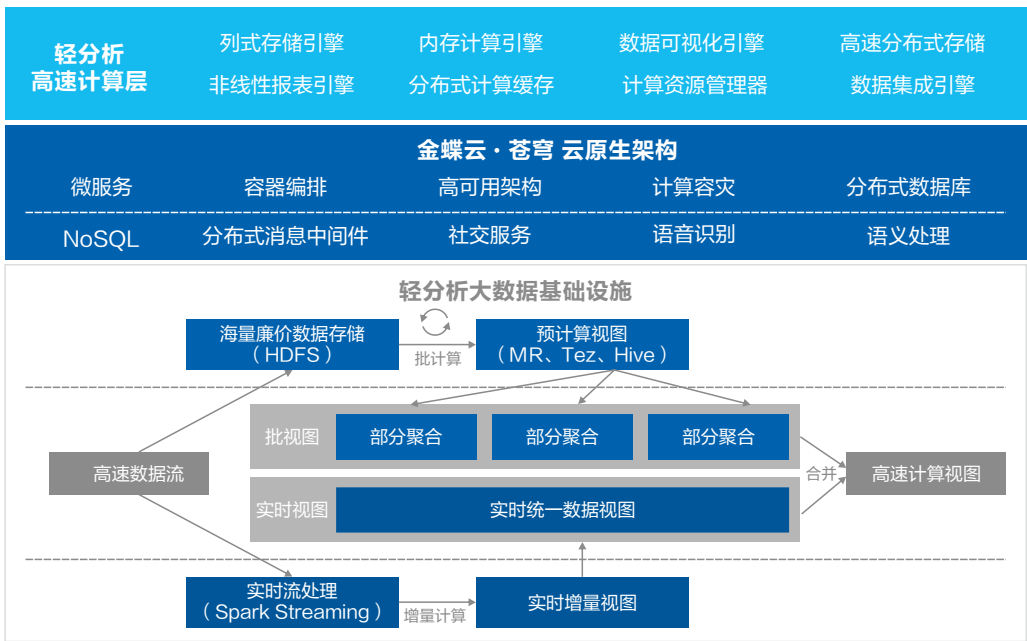 轻分析
高速计算层
列式存储引擎 内存计算引擎 数据可视化引擎 高速分布式存储
非线性报表引擎 分布式计算缓存 计算资源管理器 数据集成引擎
金蝶云·苍穹 云原生架构
微服务 容器编排 高可用架构 计算容灾 分布式数据库
NoSQL 分布式消息中间件 社交服务 语音识别 语义处理
轻分析大数据基础设施
海量廉价数据存储
（HDFS）
批计算
预计算视图
（MR、Tez、Hive）
批视图 部分聚合 部分聚合 部分聚合
高速数据流
合并
高速计算视图
实时视图 实时统一数据视图
实时流处理
（Spark Streaming）
增量计算
实时增量视图